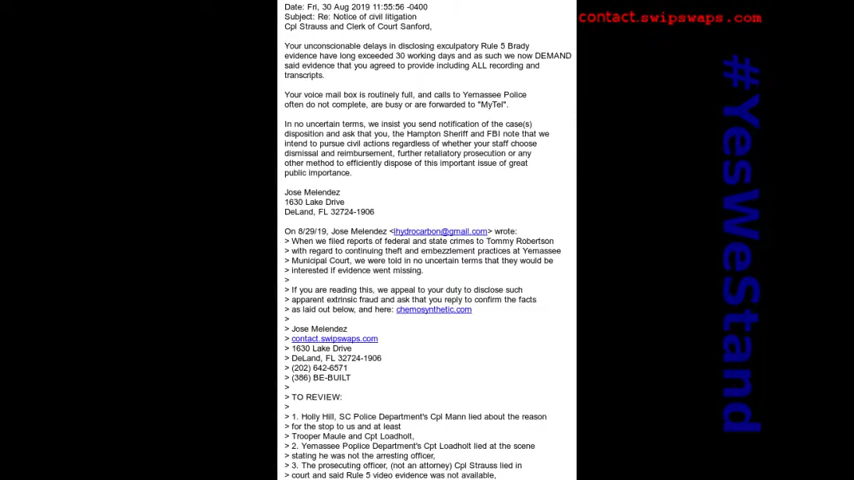 Date: Fri, 30 Aug 2019 11:55:56 -0400
Subject: Re: Notice of civil litigation
Cpl Strauss and Clerk of Court Sanford,
Your unconscionable delays in disclosing exculpatory Rule 5 Brady
evidence have long exceeded 30 working days and as such we now DEMAND
said evidence that you agreed to provide including ALL recording and
transcripts.
Your voice mail box is routinely full, and calls to Yemassee Police
often do not complete, are busy or are forwarded to "MyTel".
In no uncertain terms, we insist you send notification of the case(s)
disposition and ask that you, the Hampton Sheriff and FBI note that we
intend to pursue civil actions regardless of whether your staff choose
dismissal and reimbursement, further retaliatory prosecution or any
other method to efficiently dispose of this important issue of great
public importance.
Jose Melendez
1630 Lake Drive
DeLand, FL 32724-1906
On 8/29/19, Jose Melendez <lhydrocarbon@gmail.com> wrote:
> When we filed reports of federal and state crimes to Tommy Robertson
> with regard to continuing theft and embezzlement practices at Yemassee
> Municipal Court, we were told in no uncertain terms that they would be
> interested if evidence went missing.
>
> If you are reading this, we appeal to your duty to disclose such
> apparent extrinsic fraud and ask that you reply to confirm the facts
> as laid out below, and here: chemosynthetic.com
>
> Jose Melendez
> contact.swipswaps.com
> 1630 Lake Drive
> DeLand, FL 32724-1906
> (202) 642-6571
> (386) BE-BUILT
>
> TO REVIEW:
>
> 1. Holly Hill, SC Police Department's Cpl Mann lied about the reason
> for the stop to us and at least
> Trooper Maule and Cpt Loadholt,
> 2. Yemassee Poplice Department's Cpt Loadholt lied at the scene
> stating he was not the arresting officer,
> 3. The prosecuting officer, (not an attorney) Cpl Strauss lied in
> court and said Rule 5 video evidence was not available,
contact.swipswaps.com
#YesWeStand